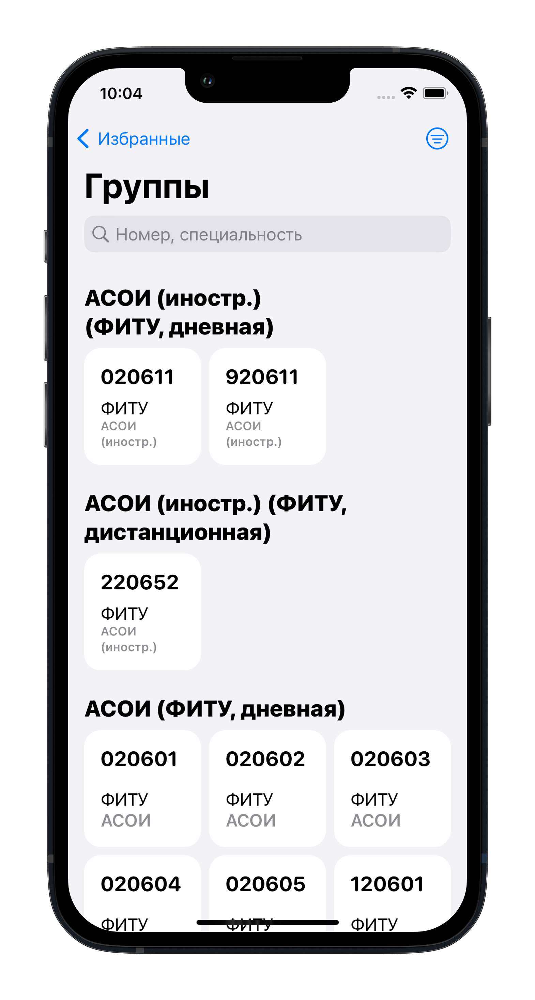 10:04
Избранные
Группы
Номер, специальность
АСОИ (иностр.)
(ФИТУ, дневная)
020611 920611
ФИТУ ФИТУ
АСОИ АСОИ
(иностр.) (иностр.)
АСОИ (иностр.) (ФИТУ,
дистанционная)
220652
ФИТУ
АСОИ
(иностр.)
АСОИ (ФИТУ, дневная)
020601 020602 020603
ФИТУ ФИТУ ФИТУ
АСОИ АСОИ АСОИ
020604 020605 120601
ФИТУ ФИТУ ФИТУ